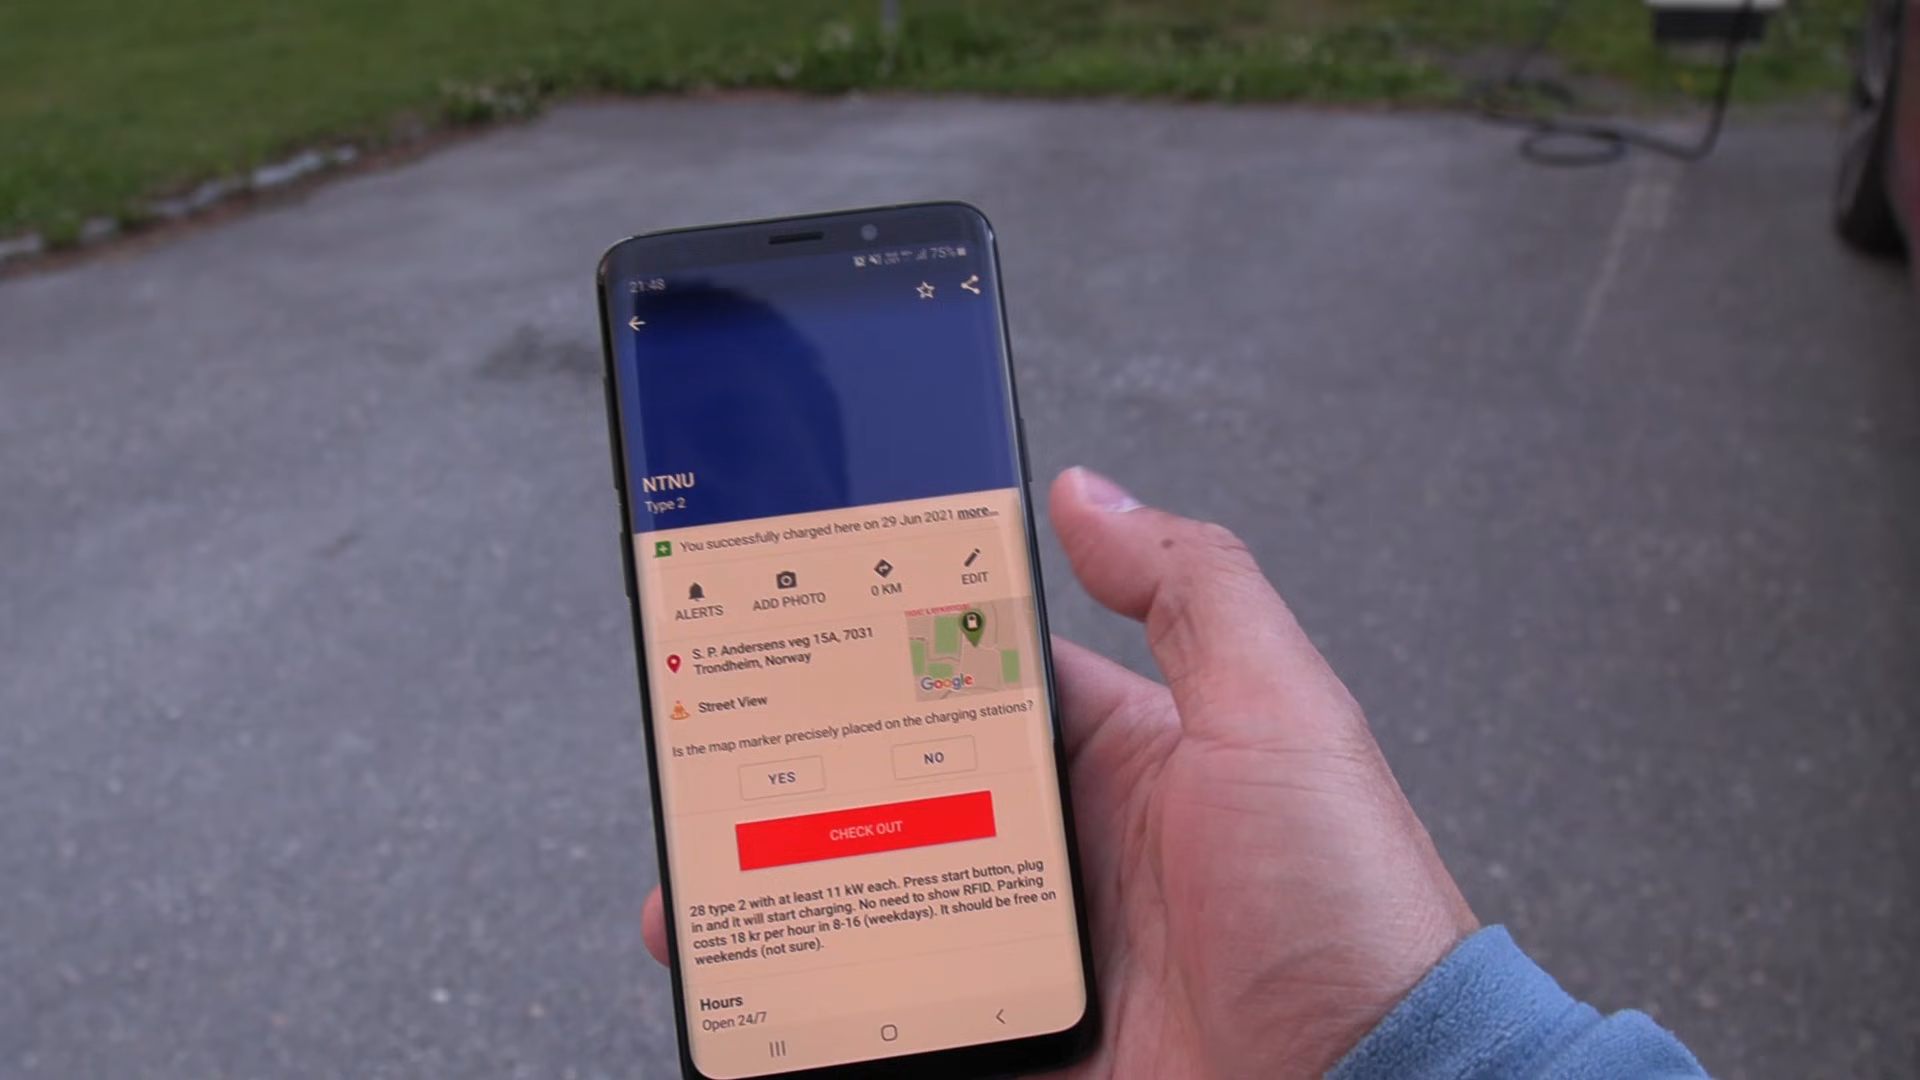 21:48
75%
NTNU
Type 2
You successfully charged here on 29 Jun 2021 more...
ALERTS
ADD PHOTO
0 KM
EDIT
S. P. Andersens veg 15A, 7031
Trondheim, Norway
Google
Street View
Is the map marker precisely placed on the charging stations?
YES
NO
CHECK OUT
28 type 2 with at least 11 kW each. Press start button, plug
in and it will start charging. No need to show RFID. Parking
costs 18 kr per hour in 8-16 (weekdays). It should be free on
weekends (not sure).
Hours
Open 24/7